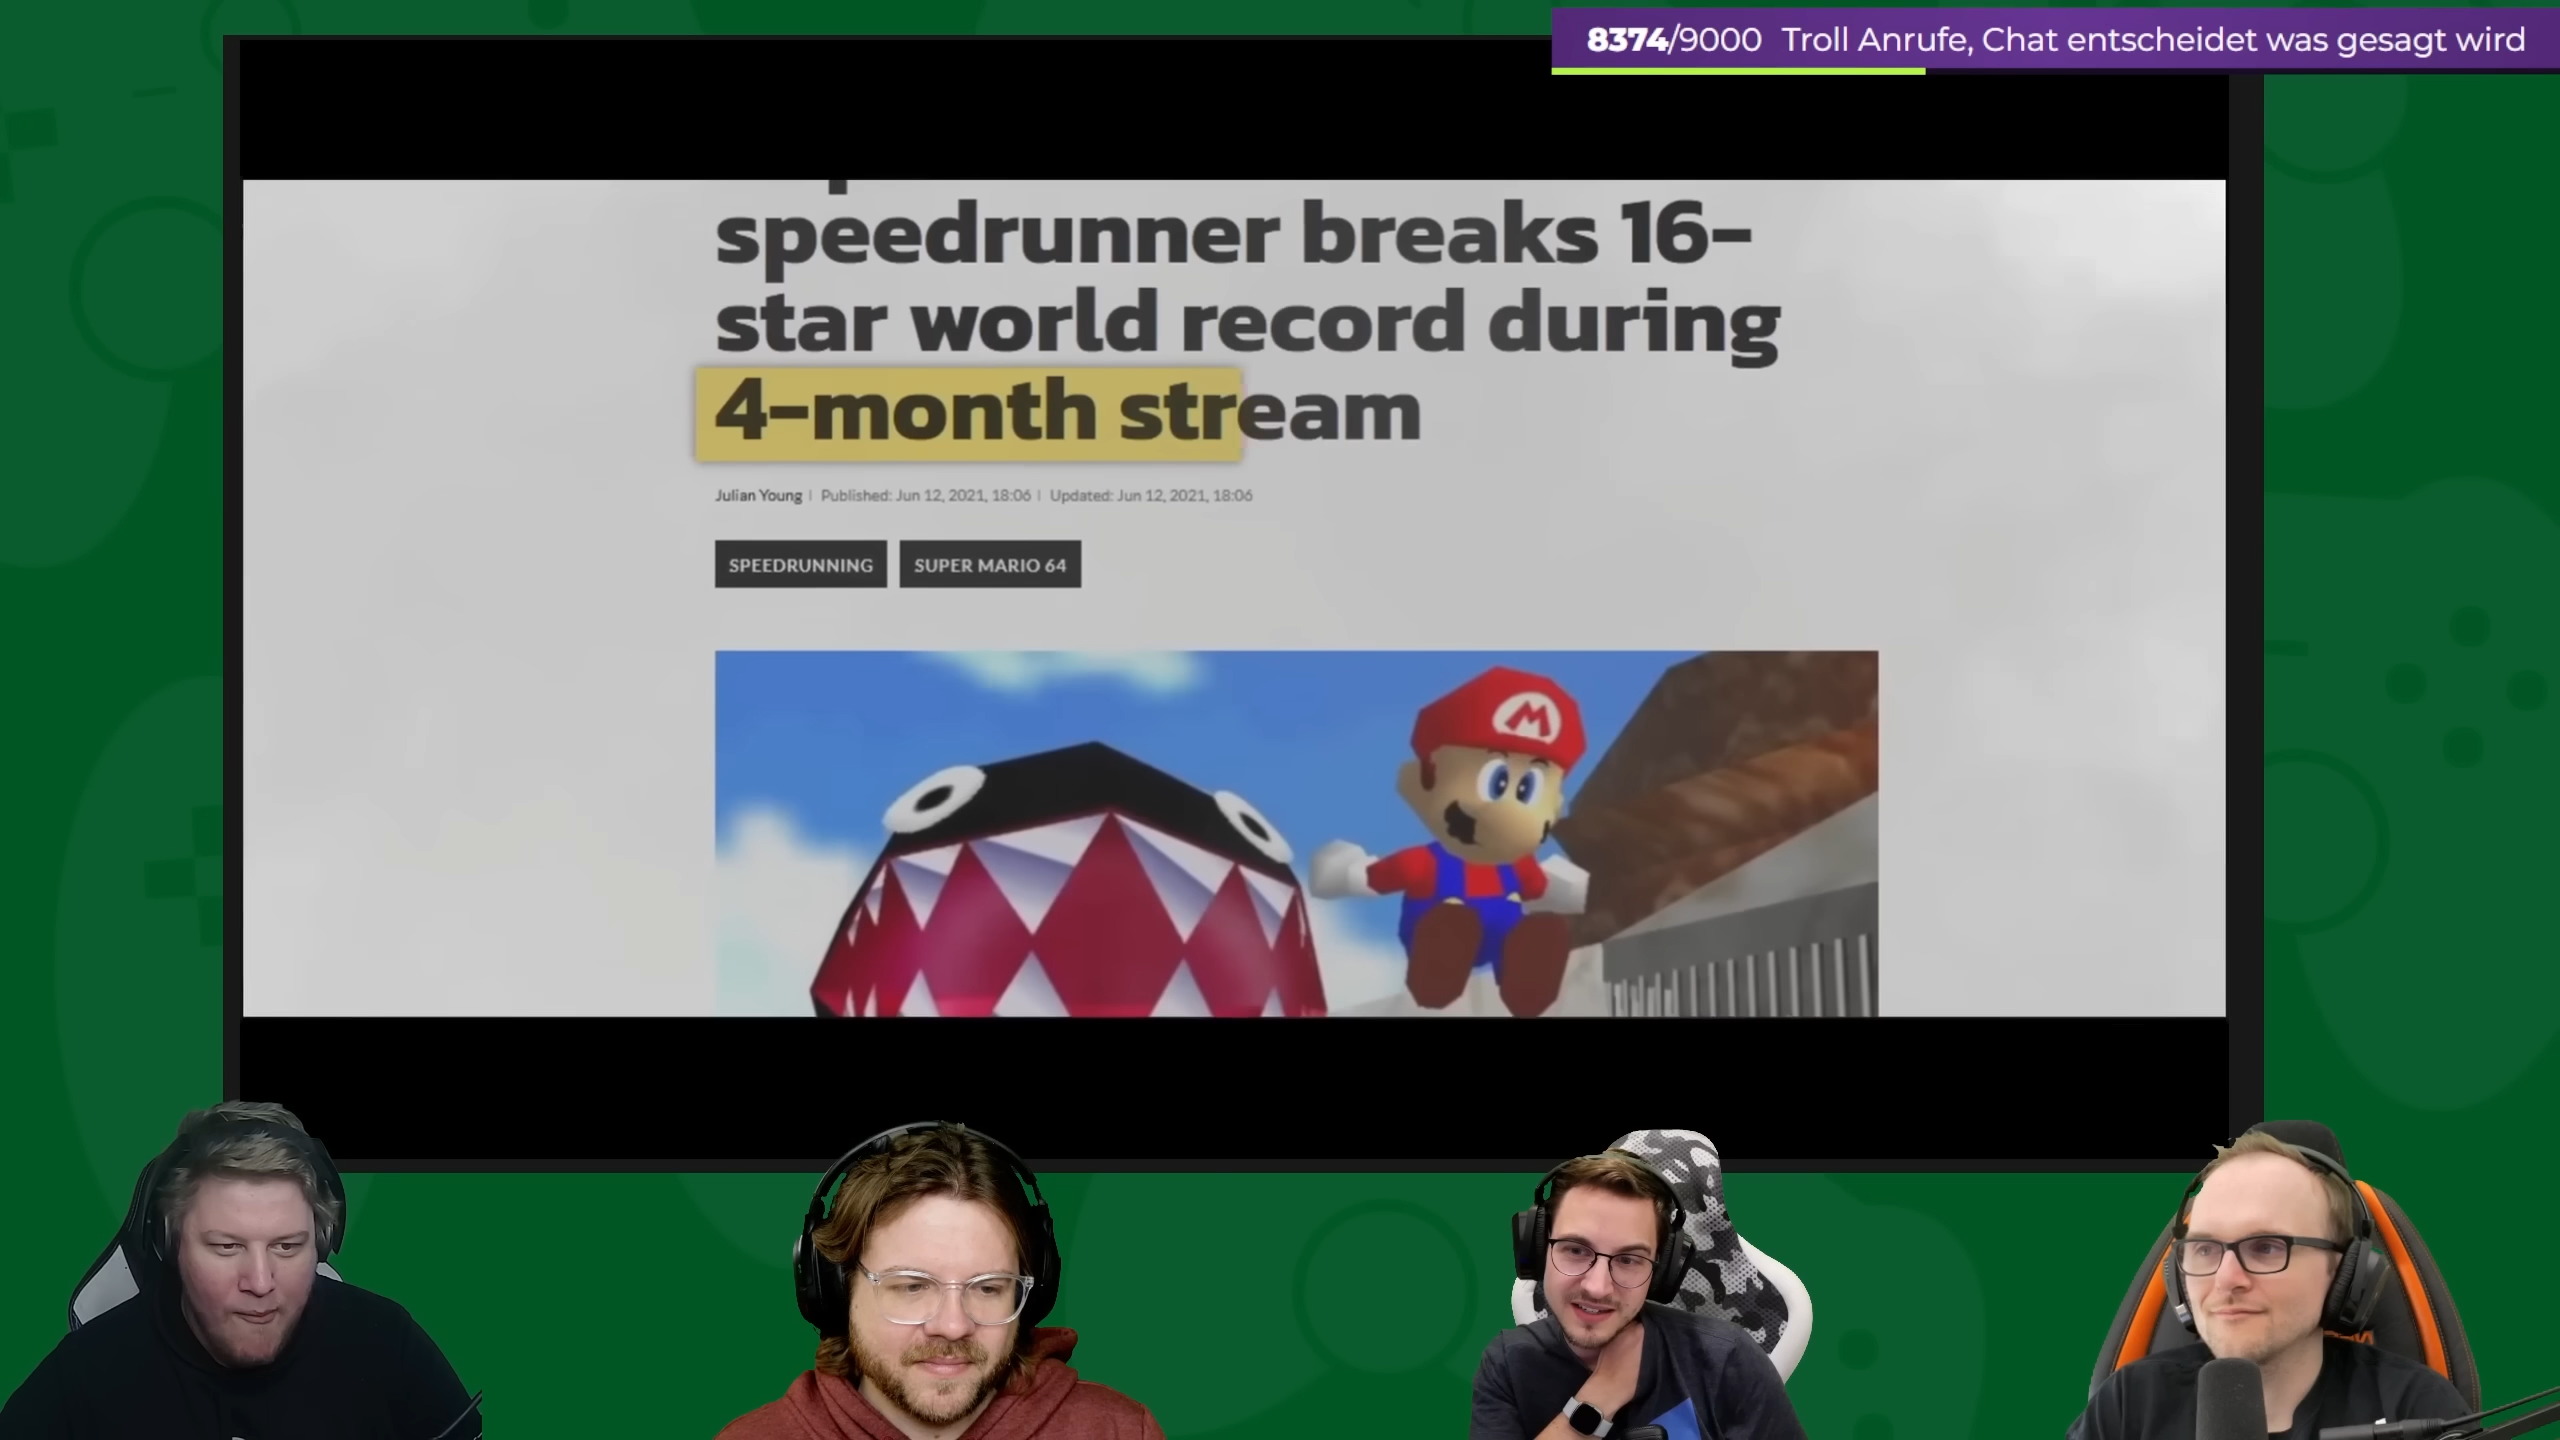 8374/9000 Troll Anrufe, Chat entscheidet was gesagt wird
speedrunner breaks 16-
star world record during
4-month stream
Julian Young | Published: Jun 12, 2021, 18:06 | Updated: Jun 12, 2021, 18:06
SPEEDRUNNING SUPER MARIO 64
M